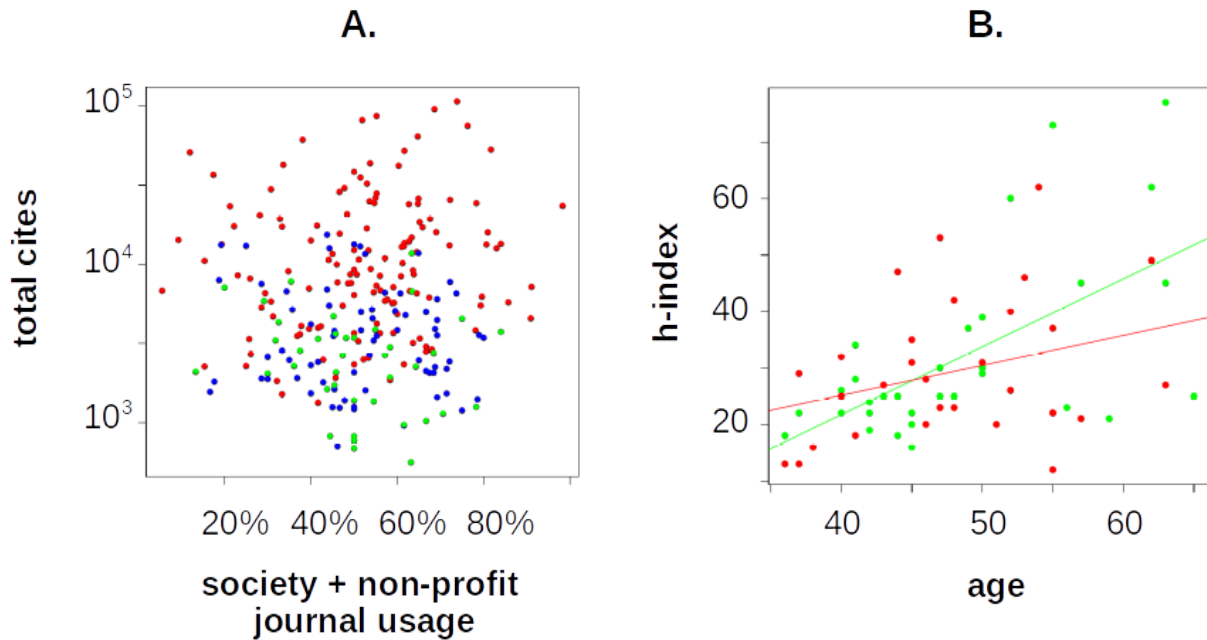 A.
10^5
10^4
10^3
total cites
20% 40% 60% 80%
society + non-profit
journal usage
B.
60
40
20
h-index
40 50 60
age